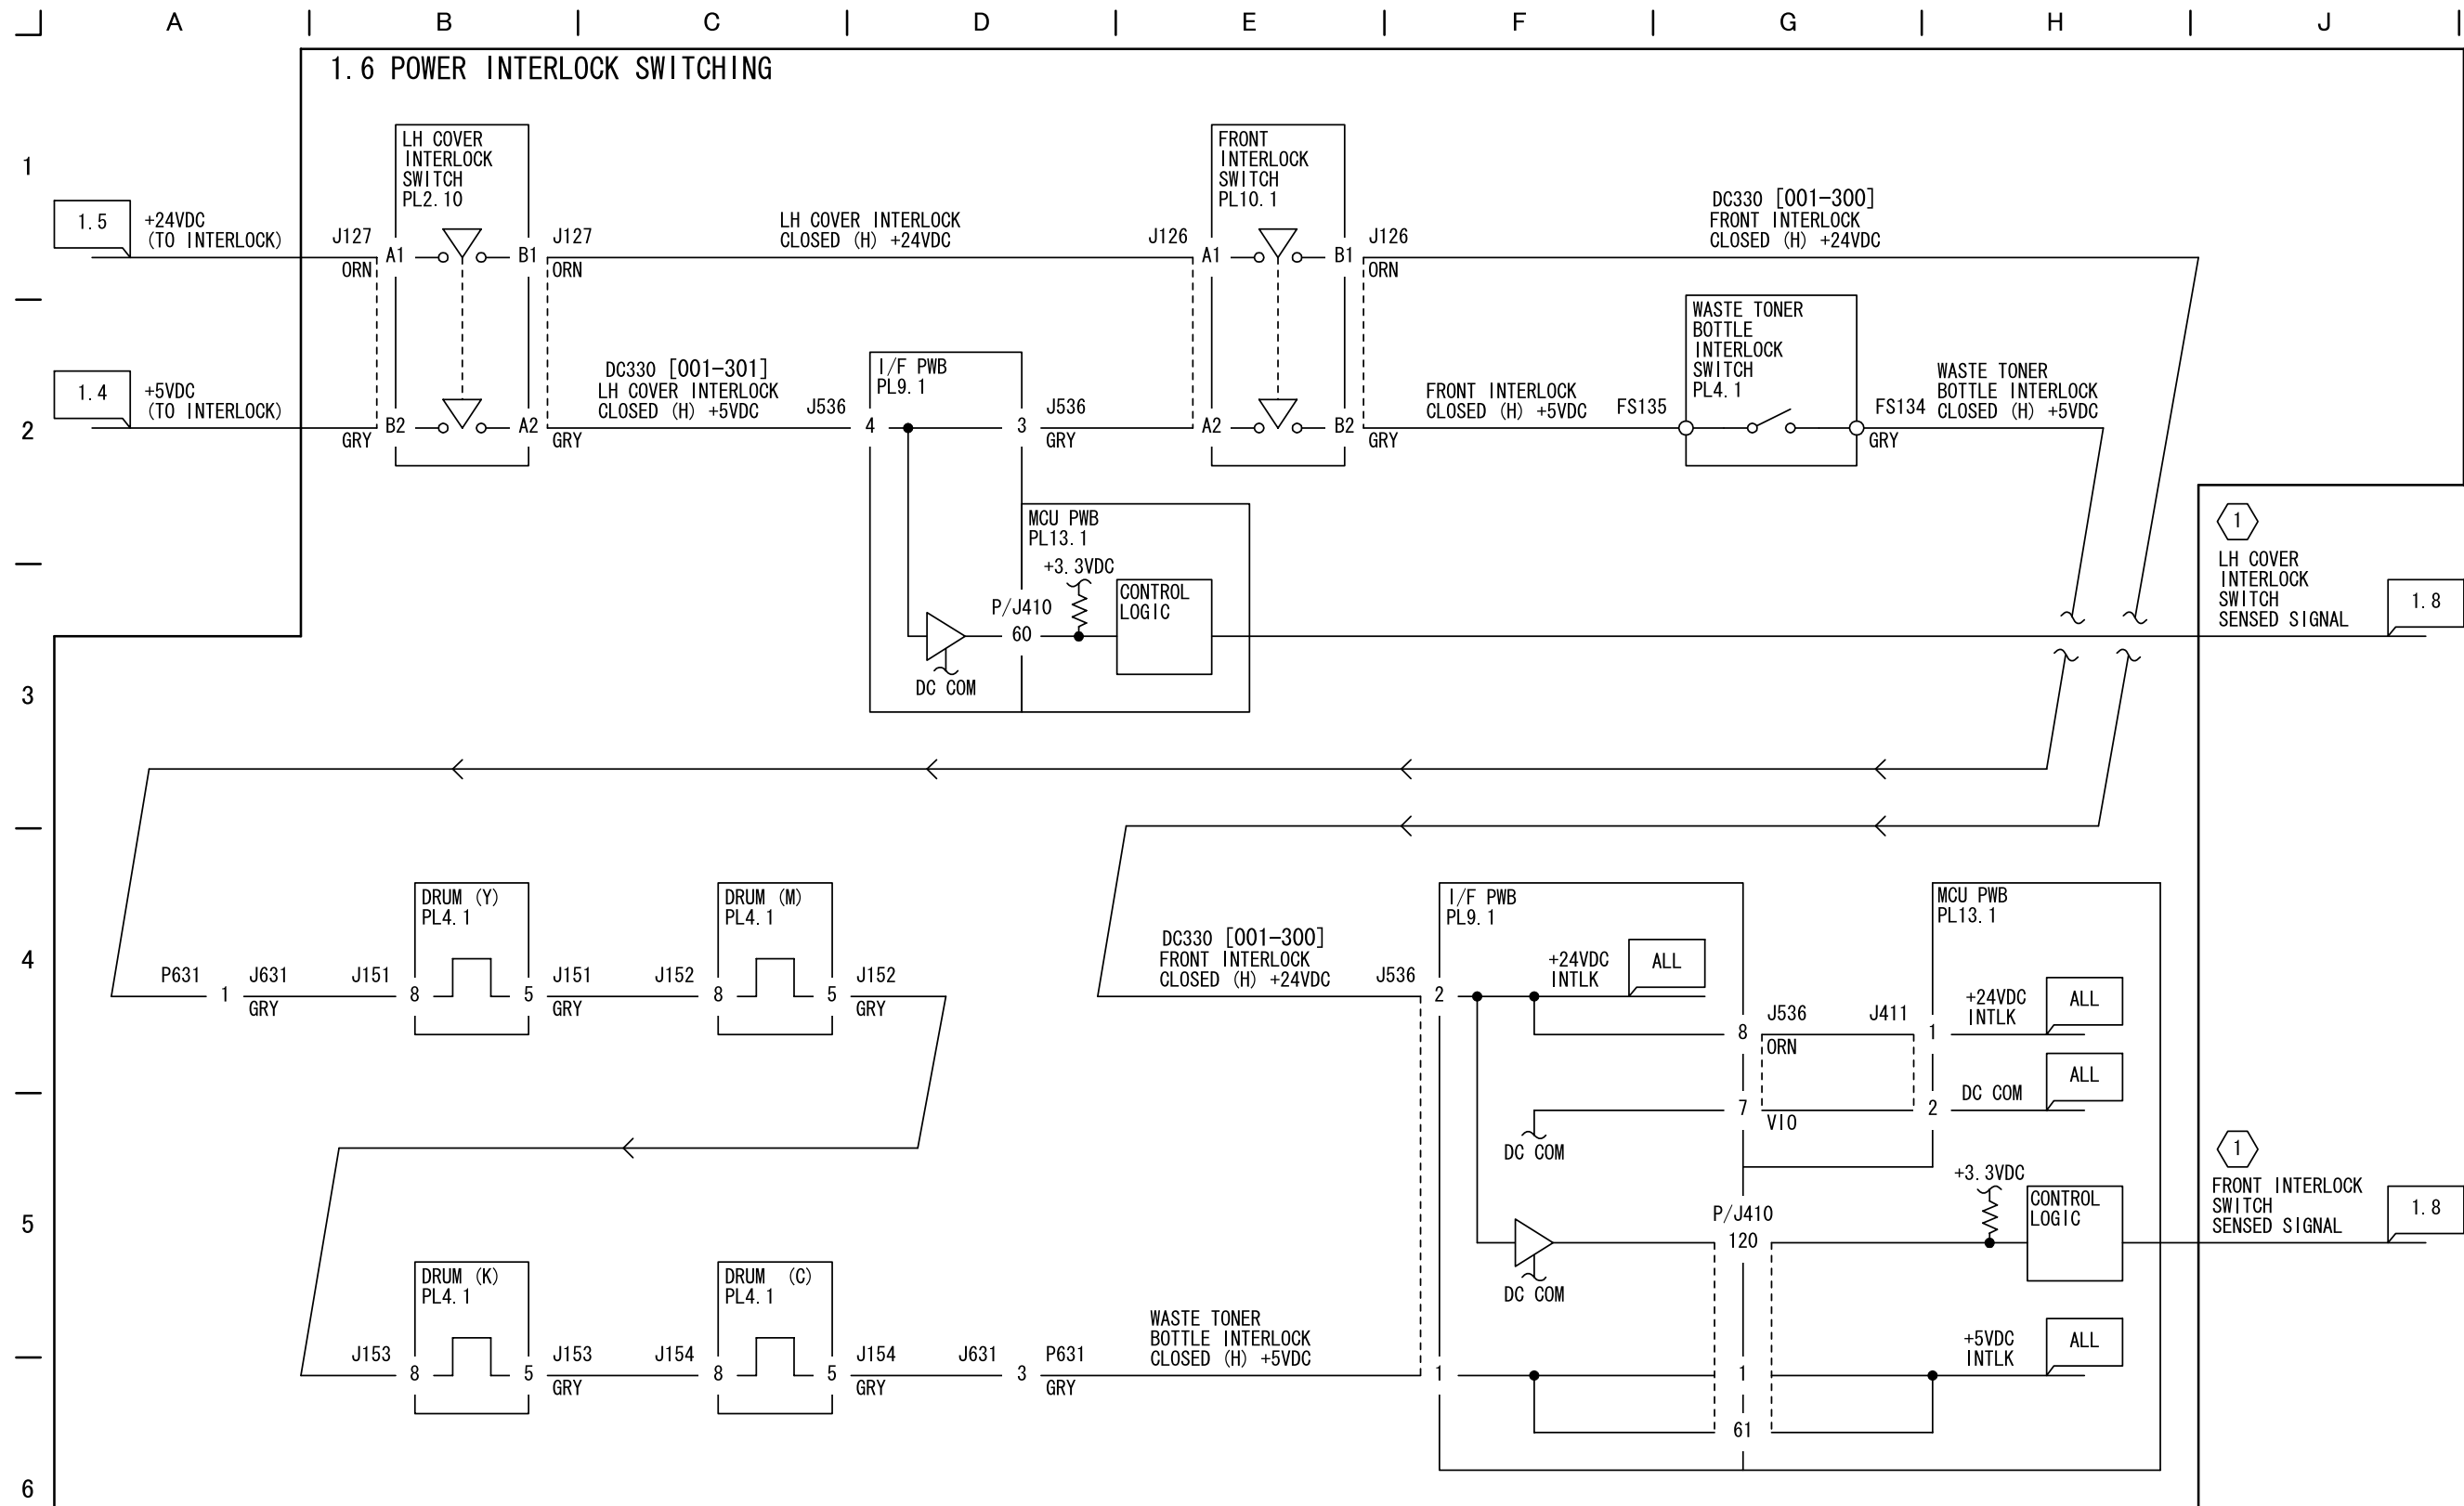 A B C D E F G H J
1.6 POWER INTERLOCK SWITCHING
1
LH COVER
INTERLOCK
SWITCH
PL2.10
FRONT
INTERLOCK
SWITCH
PL10.1
1.5
+24VDC
(TO INTERLOCK)
J127
ORN
A1
B1
J127
ORN
LH COVER INTERLOCK
CLOSED (H) +24VDC
J126
A1
B1
J126
ORN
DC330 [001-300]
FRONT INTERLOCK
CLOSED (H) +24VDC
2
1.4
+5VDC
(TO INTERLOCK)
GRY
B2
A2
GRY
DC330 [001-301]
LH COVER INTERLOCK
CLOSED (H) +5VDC
J536
I/F PWB
PL9.1
4
3
J536
GRY
A2
B2
GRY
FRONT INTERLOCK
CLOSED (H) +5VDC
FS135
WASTE TONER
BOTTLE
INTERLOCK
SWITCH
PL4.1
FS134
GRY
WASTE TONER
BOTTLE INTERLOCK
CLOSED (H) +5VDC
MCU PWB
PL13.1
+3.3VDC
P/J410
60
CONTROL
LOGIC
DC COM
1
LH COVER
INTERLOCK
SWITCH
SENSED SIGNAL
1.8
3
4
P631
1
J631
GRY
DRUM (Y)
PL4.1
J151
8
5
J151
GRY
DRUM (M)
PL4.1
J152
8
5
J152
GRY
DC330 [001-300]
FRONT INTERLOCK
CLOSED (H) +24VDC
J536
I/F PWB
PL9.1
2
+24VDC
INTLK
ALL
8
J536
ORN
J411
1
MCU PWB
PL13.1
+24VDC
INTLK
ALL
DC COM
7
VIO
2
DC COM
ALL
5
P/J410
120
DC COM
+3.3VDC
CONTROL
LOGIC
1
FRONT INTERLOCK
SWITCH
SENSED SIGNAL
1.8
DRUM (K)
PL4.1
J153
8
5
J153
GRY
DRUM (C)
PL4.1
J154
8
5
J154
GRY
J631
3
P631
GRY
WASTE TONER
BOTTLE INTERLOCK
CLOSED (H) +5VDC
1
1
61
+5VDC
INTLK
ALL
6